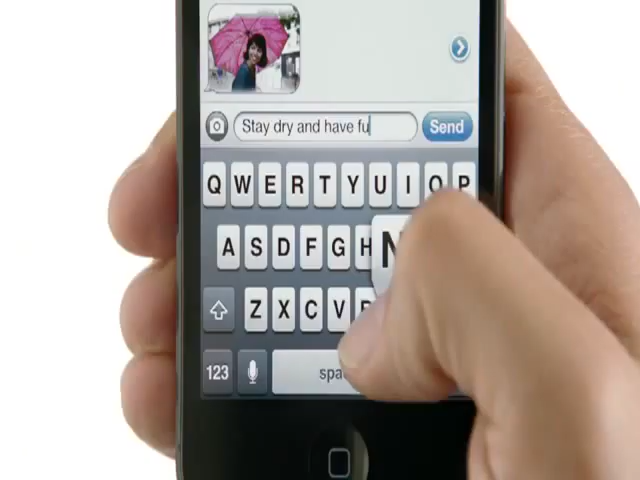 Stay dry and have fu
Send
Q W E R T Y U I O P
A S D F G H
N
Z X C V
123
spa